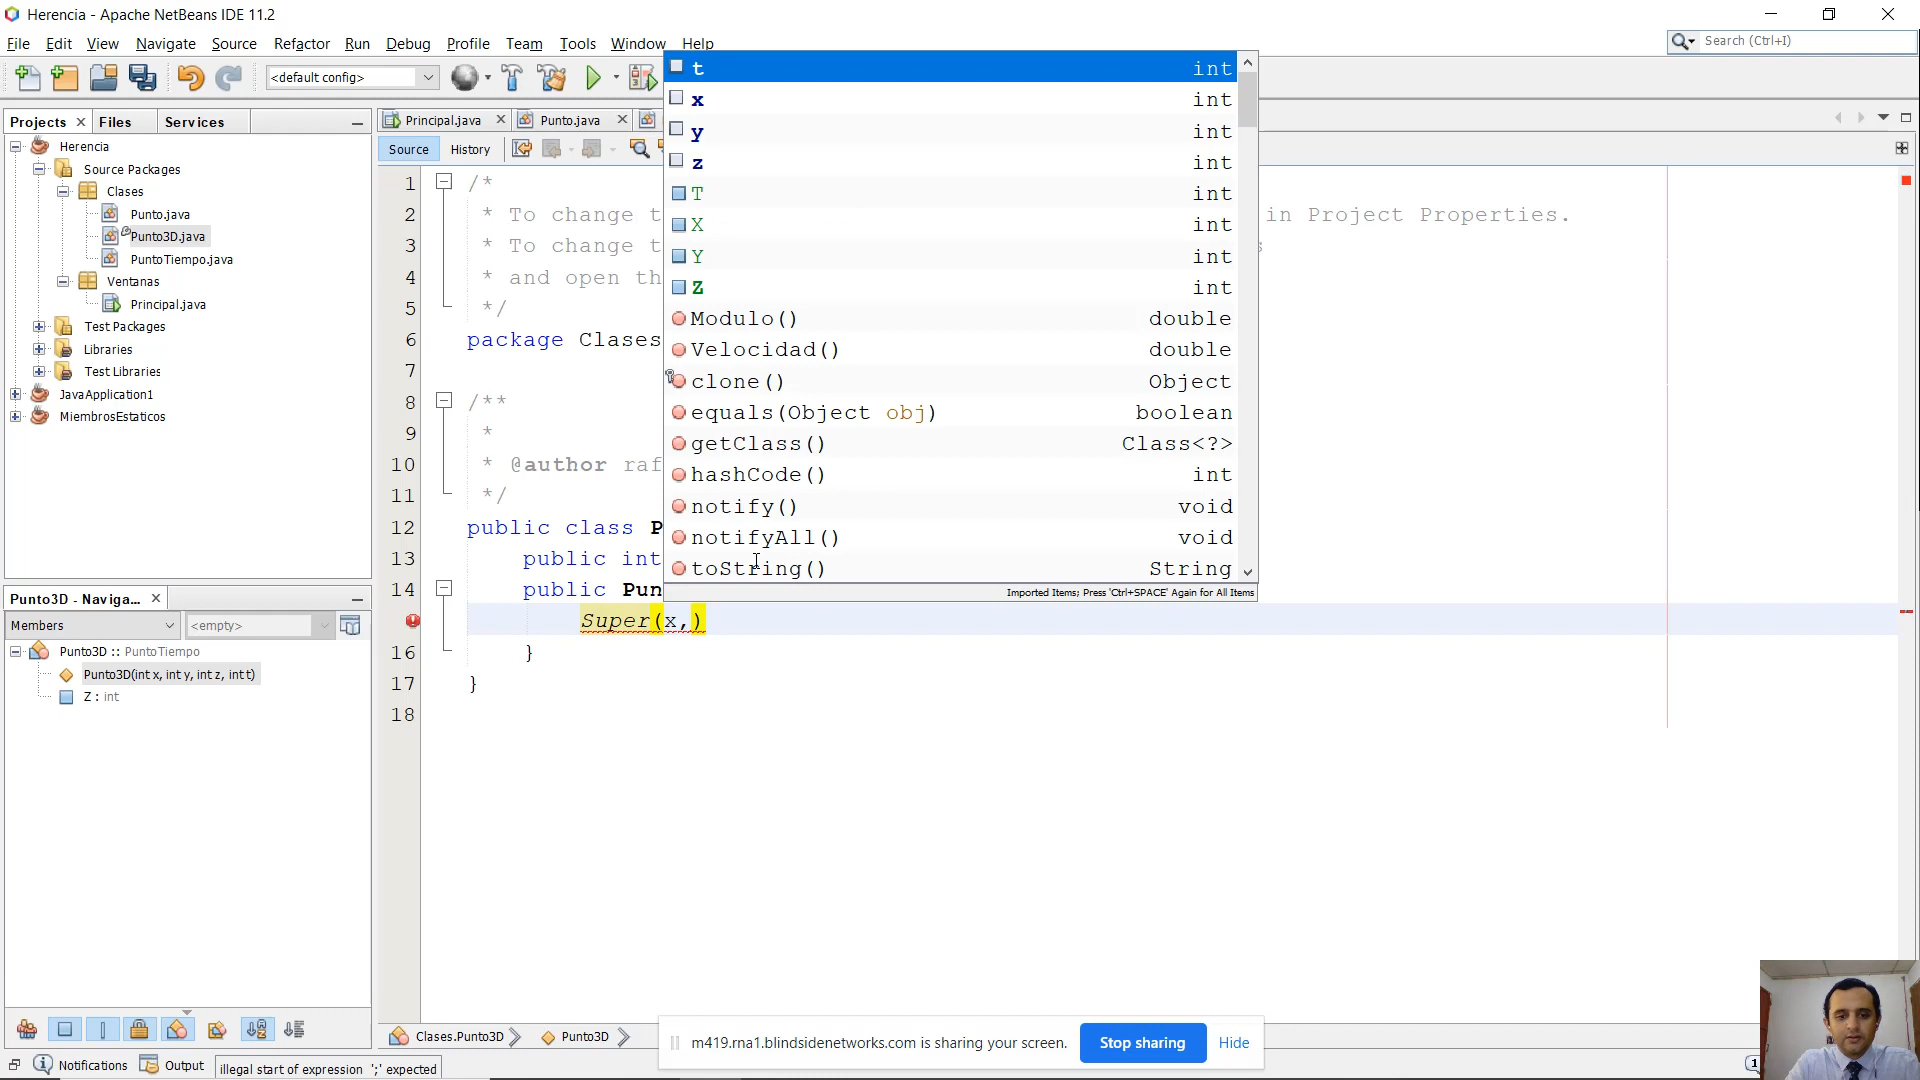 Herencia - Apache NetBeans IDE 11.2
File Edit View Navigate Source Refactor Run Debug Profile Team Tools Window Help
Search (Ctrl+I)
<default config>
Projects Files Services
Herencia
Source Packages
Clases
Punto.java
Punto3D.java
PuntoTiempo.java
Ventanas
Principal.java
Test Packages
Libraries
Test Libraries
JavaApplication1
MiembrosEstaticos
Punto3D - Naviga...
Members <empty>
Punto3D :: PuntoTiempo
Punto3D(int x, int y, int z, int t)
Z : int
Principal.java Punto.java
Source History
1 /*
2 * To change t in Project Properties.
3 * To change t s
4 * and open th
5 */
6 package Clases
7
8 /**
9 *
10 * @author raf
11 */
12 public class P
13 public int
14 public Pun
Super(x,)
16 }
17 }
18
t int
x int
y int
z int
T int
X int
Y int
Z int
Modulo() double
Velocidad() double
clone() Object
equals(Object obj) boolean
getClass() Class<?>
hashCode() int
notify() void
notifyAll() void
toString() String
Imported Items; Press 'Ctrl+SPACE' Again for All Items
Clases.Punto3D Punto3D
m419.rna1.blindsidenetworks.com is sharing your screen. Stop sharing Hide
Notifications Output illegal start of expression ';' expected
1